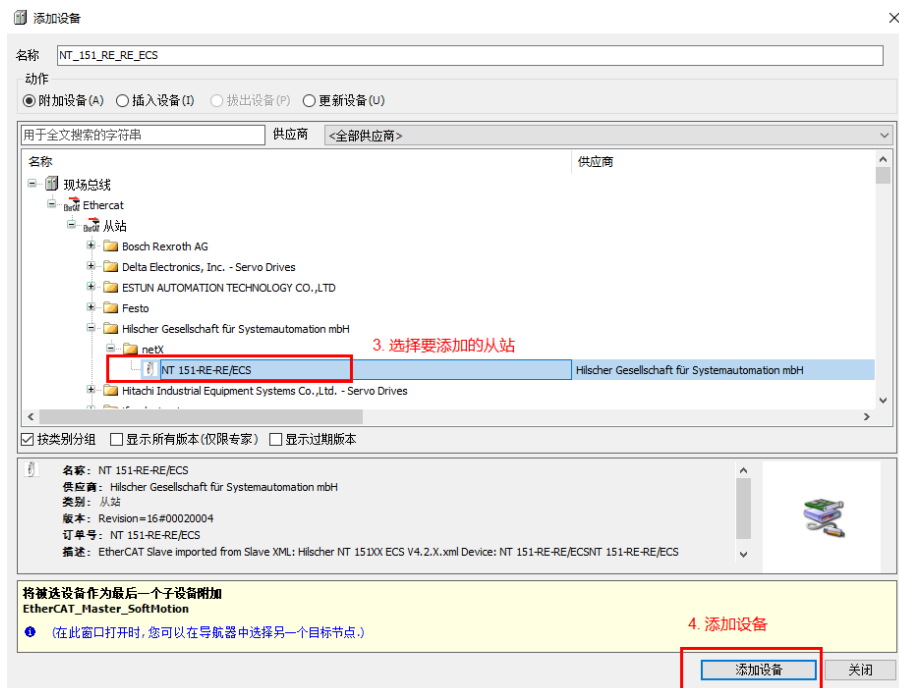 添加设备
名称 NT_151_RE_RE_ECS
动作
附加设备(A) 插入设备(I) 拔出设备(P) 更新设备(U)
用于全文搜索的字符串 供应商 <全部供应商>
名称 供应商
现场总线
Ethercat
从站
Bosch Rexroth AG
Delta Electronics, Inc. - Servo Drives
ESTUN AUTOMATION TECHNOLOGY CO.,LTD
Festo
Hilscher Gesellschaft für Systemautomation mbH
netX
3. 选择要添加的从站
NT 151-RE-RE/ECS Hilscher Gesellschaft für Systemautomation mbH
Hitachi Industrial Equipment Systems Co.,Ltd. - Servo Drives
按类别分组 显示所有版本(仅限专家) 显示过期版本
名称: NT 151-RE-RE/ECS
供应商: Hilscher Gesellschaft für Systemautomation mbH
类别: 从站
版本: Revision=16#00020004
订单号: NT 151-RE-RE/ECS
描述: EtherCAT Slave imported from Slave XML: Hilscher NT 151XX ECS V4.2.X.xml Device: NT 151-RE-RE/ECSNT 151-RE-RE/ECS
将被选设备作为最后一个子设备附加
EtherCAT_Master_SoftMotion
(在此窗口打开时,您可以在导航器中选择另一个目标节点.)
4. 添加设备
添加设备 关闭